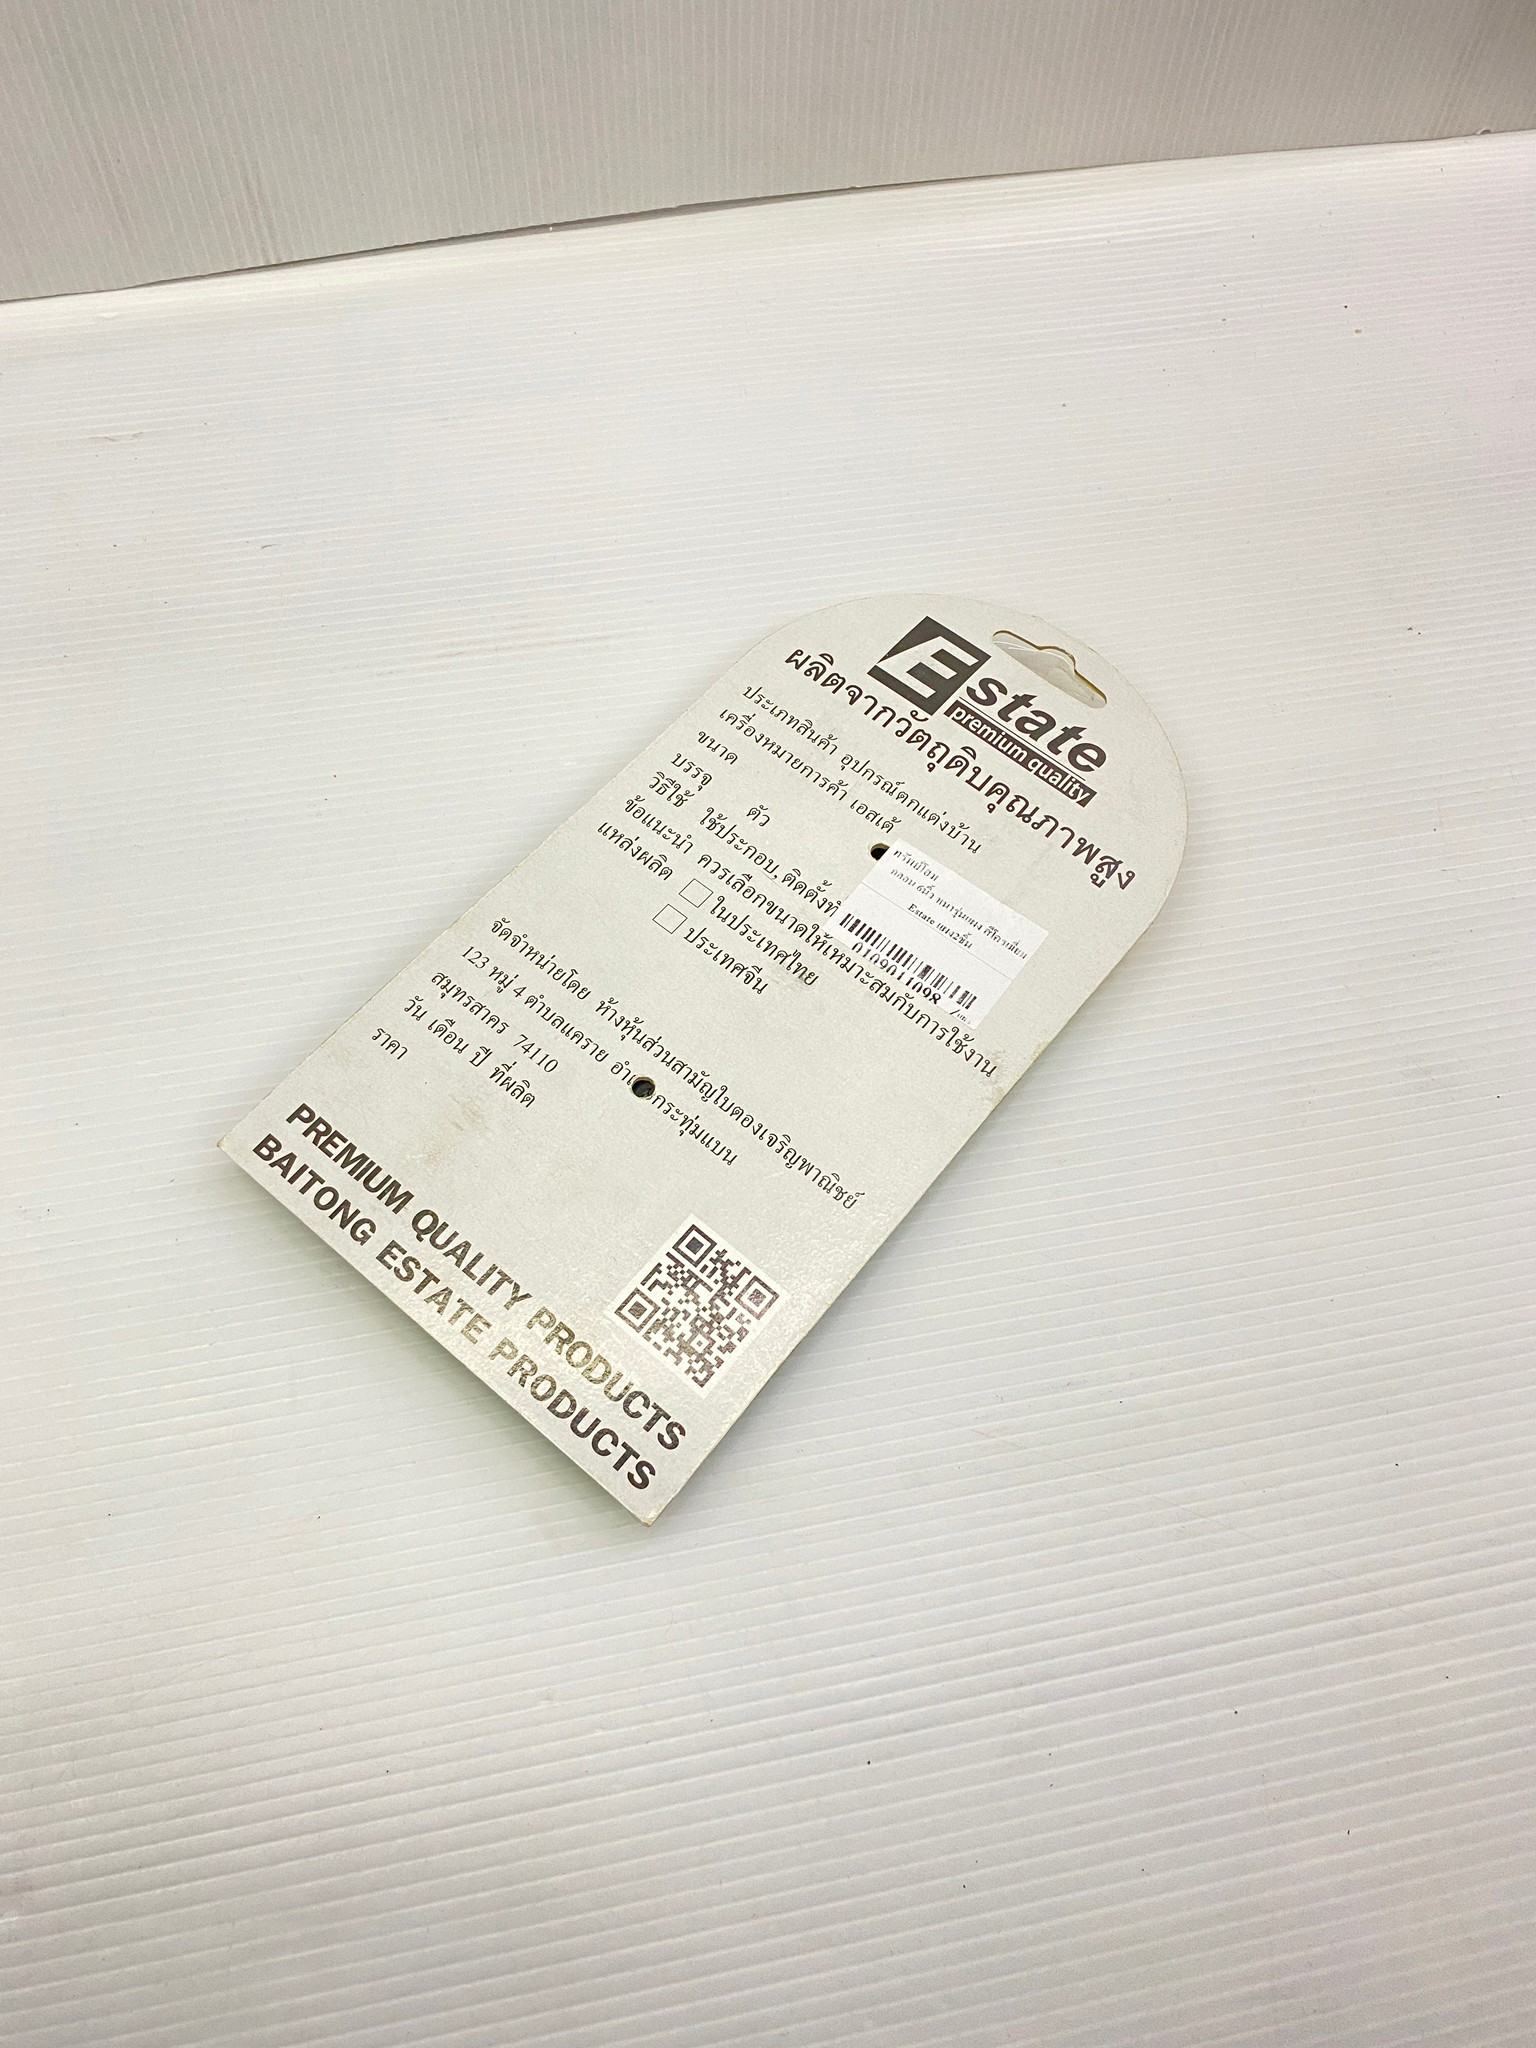 Estate
premium quality
ผลิตจากวัตถุดิบคุณภาพสูง
ประเภทสินค้า อุปกรณ์ตกแต่งบ้าน
เครื่องหมายการค้า เอสเต้
ขนาด
บรรจุ ตัว
วิธีใช้ ใช้ประกอบ, ติดตั้ง
ข้อแนะนำ ควรเลือกขนาดให้เหมาะสมกับการใช้งาน
แหล่งผลิต ในประเทศไทย
ประเทศจีน
กลอน 6นิ้ว
Estate
0109011098
จัดจำหน่ายโดย ห้างหุ้นส่วนสามัญใบตองเจริญพาณิชย์
123 หมู่ 4 ตำบลแคราย อำเภอกระทุ่มแบน
สมุทรสาคร 74110
วัน เดือน ปี ที่ผลิต
ราคา
PREMIUM QUALITY PRODUCTS
BAITONG ESTATE PRODUCTS